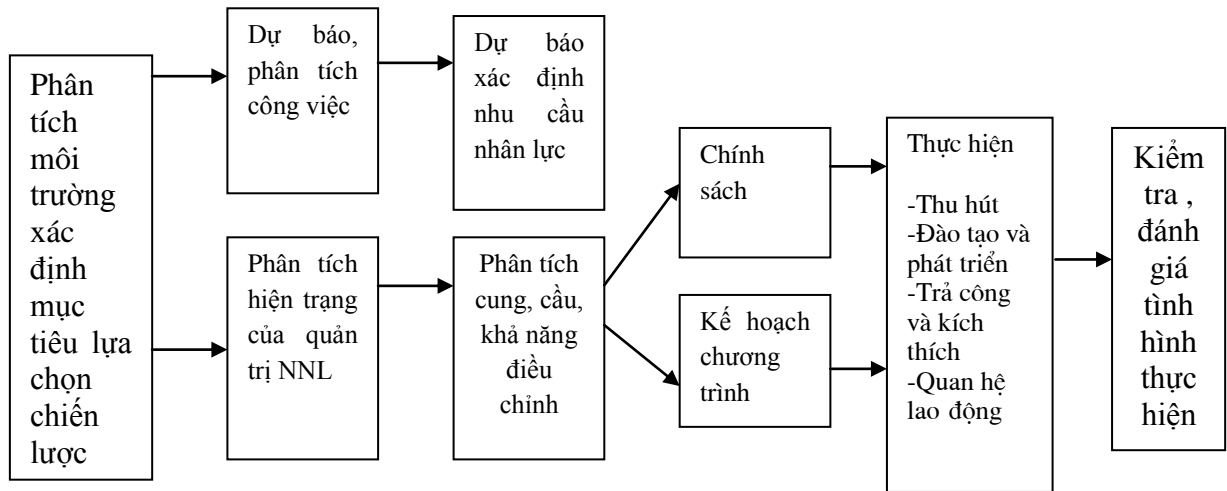 Phân
tích
môi
trường
xác
định
mục
tiêu lựa
chọn
chiến
lược
Dự báo,
phân tích
công việc
Dự báo
xác định
nhu cầu
nhân lực
Phân tích
hiện trạng
của quản
trị NNL
Phân tích
cung, cầu,
khả năng
điều
chỉnh
Chính
sách
Kế hoạch
chương
trình
Thực hiện
-Thu hút
-Đào tạo và
phát triển
-Trả công
và kích
thích
-Quan hệ
lao động
Kiểm
tra ,
đánh
giá
tình
hình
thực
hiện